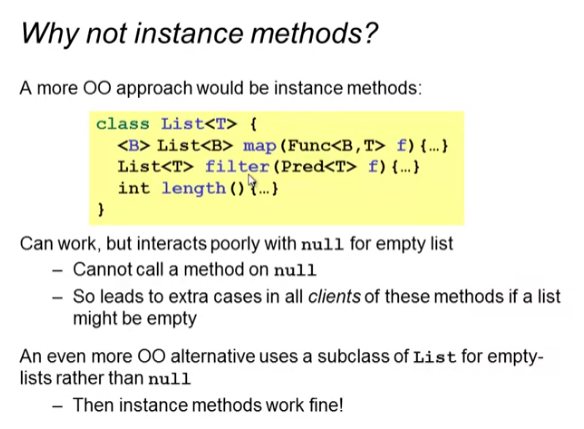 Why not instance methods?
A more OO approach would be instance methods:
class List<T> {
<B> List<B> map(Func<B,T> f){…}
List<T> filter(Pred<T> f){…}
int length(){…}
}
Can work, but interacts poorly with null for empty list
– Cannot call a method on null
– So leads to extra cases in all clients of these methods if a list
might be empty
An even more OO alternative uses a subclass of List for empty-
lists rather than null
– Then instance methods work fine!